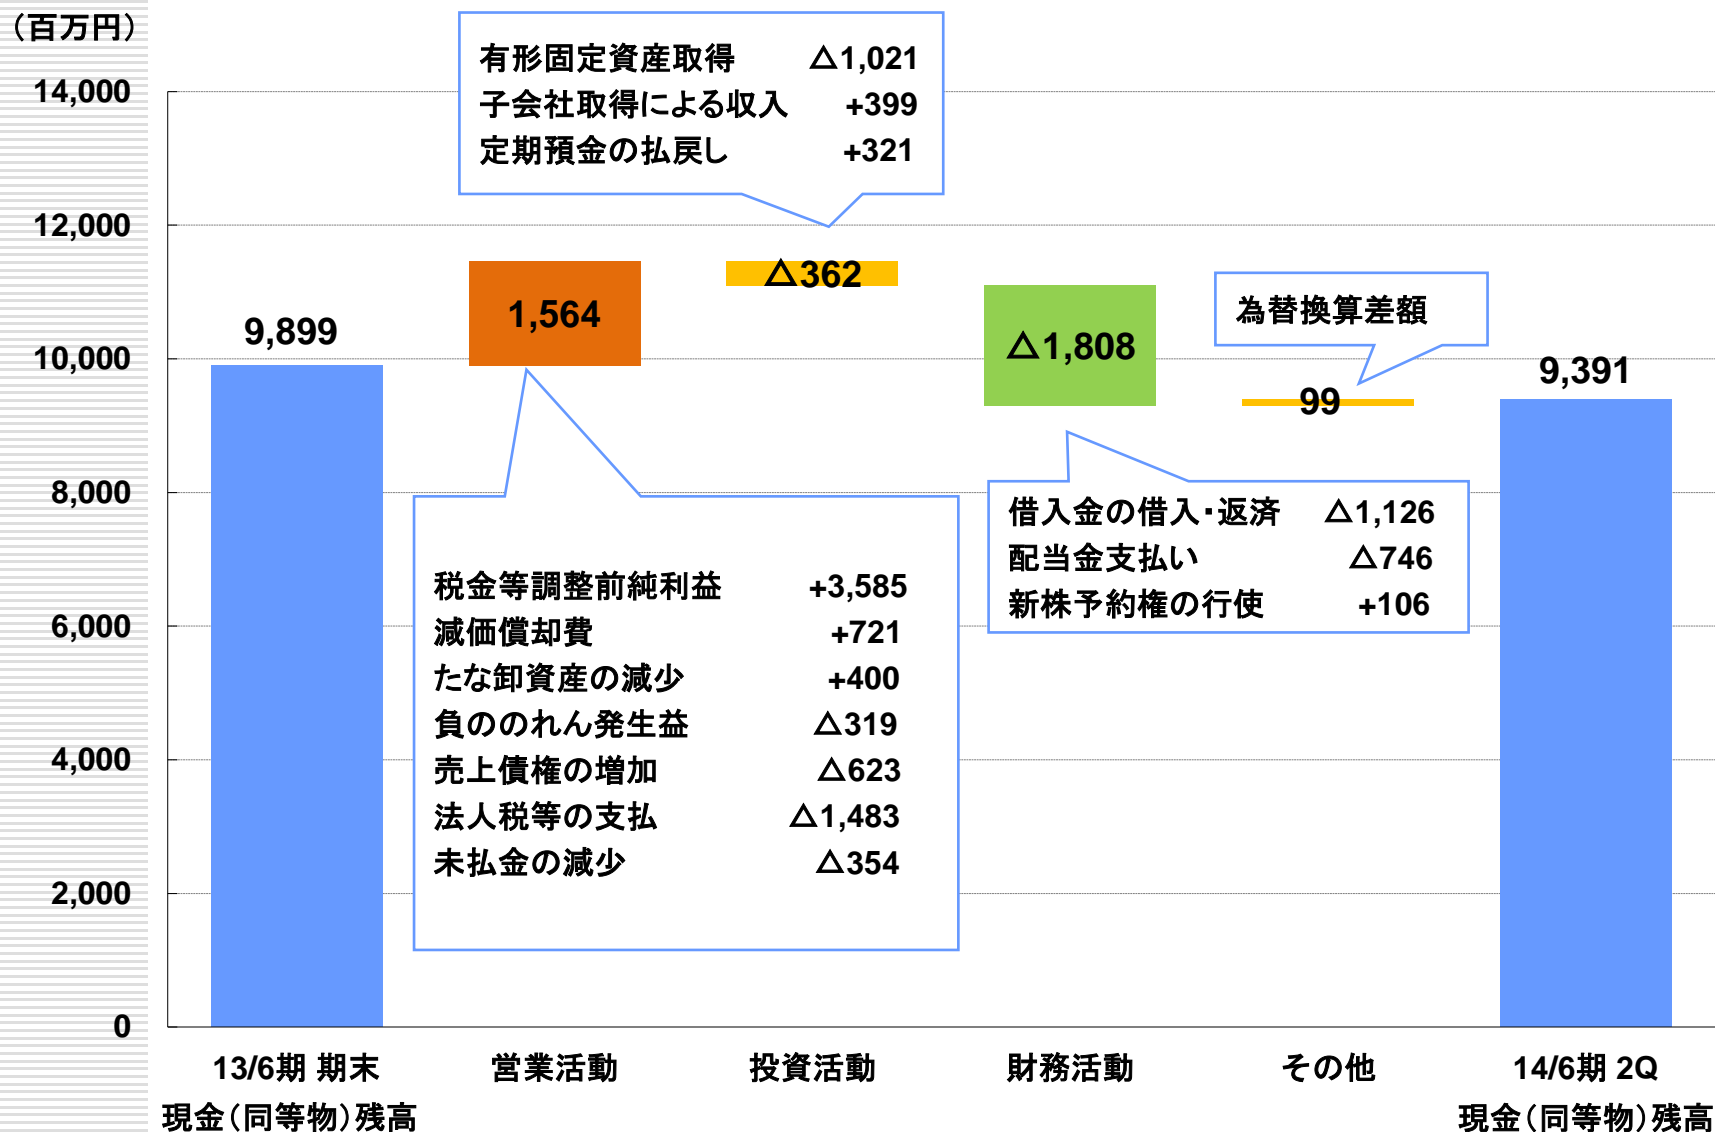 （百万円）
有形固定資産取得 △1,021
子会社取得による収入 +399
定期預金の払戻し +321
14,000
12,000
10,000
8,000
6,000
4,000
2,000
0
9,899
1,564
△362
△1,808
為替換算差額
99
9,391
税金等調整前純利益 +3,585
減価償却費 +721
たな卸資産の減少 +400
負ののれん発生益 △319
売上債権の増加 △623
法人税等の支払 △1,483
未払金の減少 △354
借入金の借入・返済 △1,126
配当金支払い △746
新株予約権の行使 +106
13/6期 期末
現金（同等物）残高
営業活動
投資活動
財務活動
その他
14/6期 2Q
現金（同等物）残高